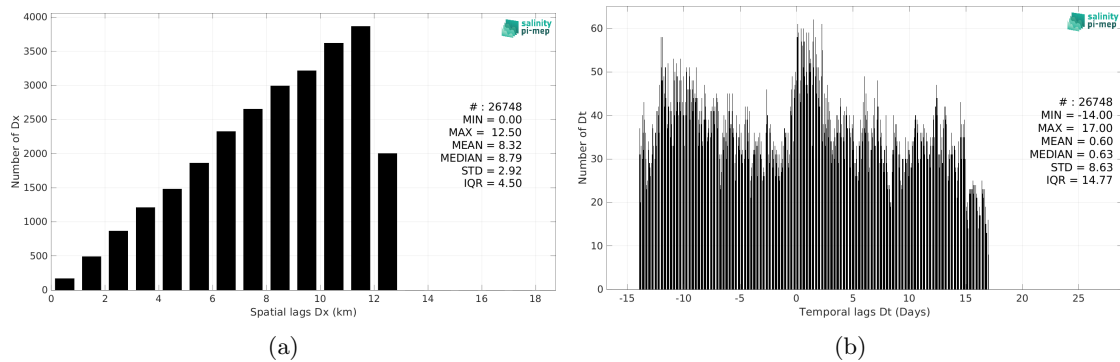 4000
3500
3000
2500
2000
1500
1000
500
0
Number of Dx
0 2 4 6 8 10 12 14 16 18
Spatial lags Dx (km)
salinity
pi-mep
# : 26748
MIN = 0.00
MAX = 12.50
MEAN = 8.32
MEDIAN = 8.79
STD = 2.92
IQR = 4.50
(a)
60
50
40
30
20
10
0
Number of Dt
-15 -10 -5 0 5 10 15 20 25
Temporal lags Dt (Days)
salinity
pi-mep
# : 26748
MIN = -14.00
MAX = 17.00
MEAN = 0.60
MEDIAN = 0.63
STD = 8.63
IQR = 14.77
(b)